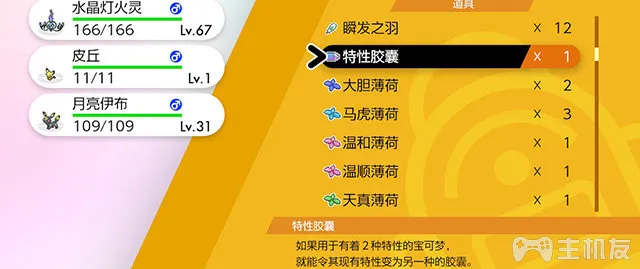 道具
水晶灯火灵 ♂
166/166 Lv.67
皮丘 ♂
11/11 Lv.1
月亮伊布 ♂
109/109 Lv.31
瞬发之羽 × 12
特性胶囊 × 1
大胆薄荷 × 2
马虎薄荷 × 3
温和薄荷 × 1
温顺薄荷 × 1
天真薄荷 × 1
特性胶囊
如果用于有着2种特性的宝可梦，
就能令其现有特性变为另一种的胶囊。
主机友